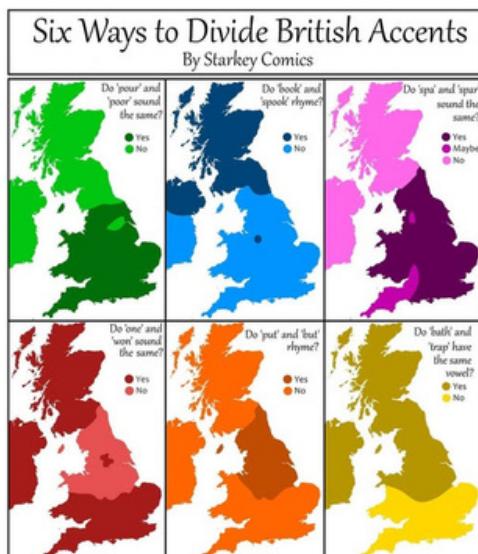 Six Ways to Divide British Accents
By Starkey Comics
Do 'pour' and
'poor' sound
the same?
Yes
No
Do 'book' and
'spook' rhyme?
Yes
No
Do 'spa' and 'spar'
sound the
same?
Yes
Maybe
No
Do 'one' and
'won' sound
the same?
Yes
No
Do 'put' and 'but'
rhyme?
Yes
No
Do 'bath' and
'trap' have
the same
vowel?
Yes
No